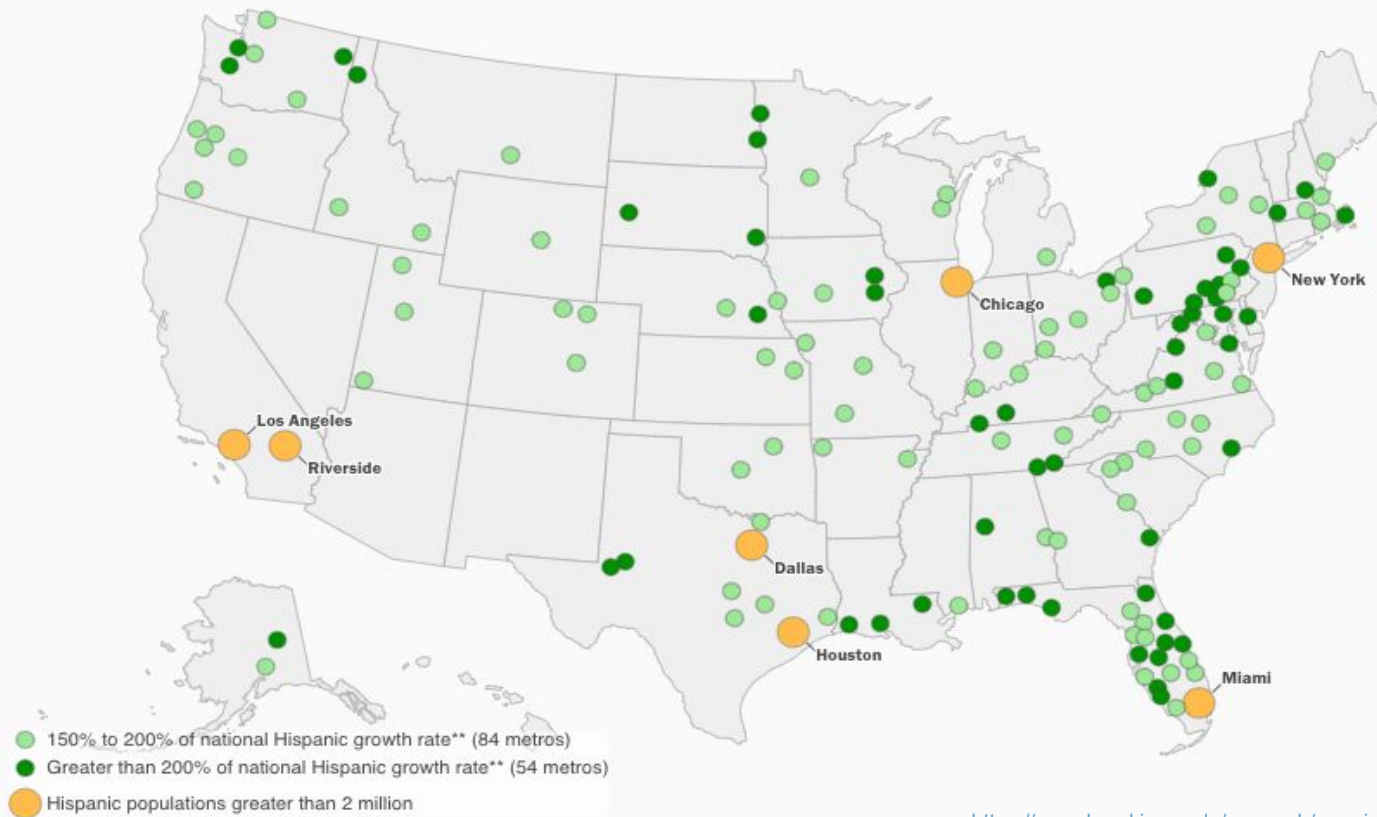 New York
Chicago
Los Angeles
Riverside
Dallas
Houston
Miami
150% to 200% of national Hispanic growth rate** (84 metros)
Greater than 200% of national Hispanic growth rate** (54 metros)
Hispanic populations greater than 2 million